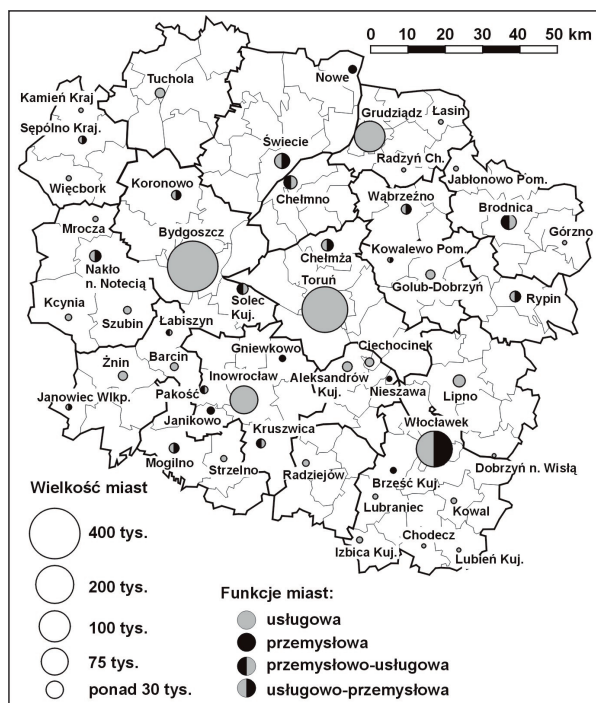 0 10 20 30 40 50 km
Nowe
Tuchola
Kamień Kraj
Sępólno Kraj.
Grudziądz
Łasin
Świecie
Radzyń Ch.
Więcbork
Koronowo
Chełmno
Jabłonowo Pom.
Wąbrzeźno
Brodnica
Mrocza
Bydgoszcz
Górzno
Chełmża
Kowalewo Pom.
Nakło
n. Notecią
Toruń
Solec
Kuj.
Golub-Dobrzyń
Rypin
Kcynia
Szubin
Łabiszyn
Ciechocinek
Żnin
Barcin
Gniewkowo
Inowrocław
Aleksandrów
Kuj.
Nieszawa
Lipno
Janowiec Wlkp.
Pakość
Janikowo
Kruszwica
Włocławek
Mogilno
Strzelno
Radziejów
Dobrzyń n. Wisłą
Brześć Kuj.
Lubraniec
Kowal
Chodecz
Izbica Kuj.
Lubień Kuj.
Wielkość miast
400 tys.
200 tys.
100 tys.
75 tys.
ponad 30 tys.
Funkcje miast:
usługowa
przemysłowa
przemysłowo-usługowa
usługowo-przemysłowa